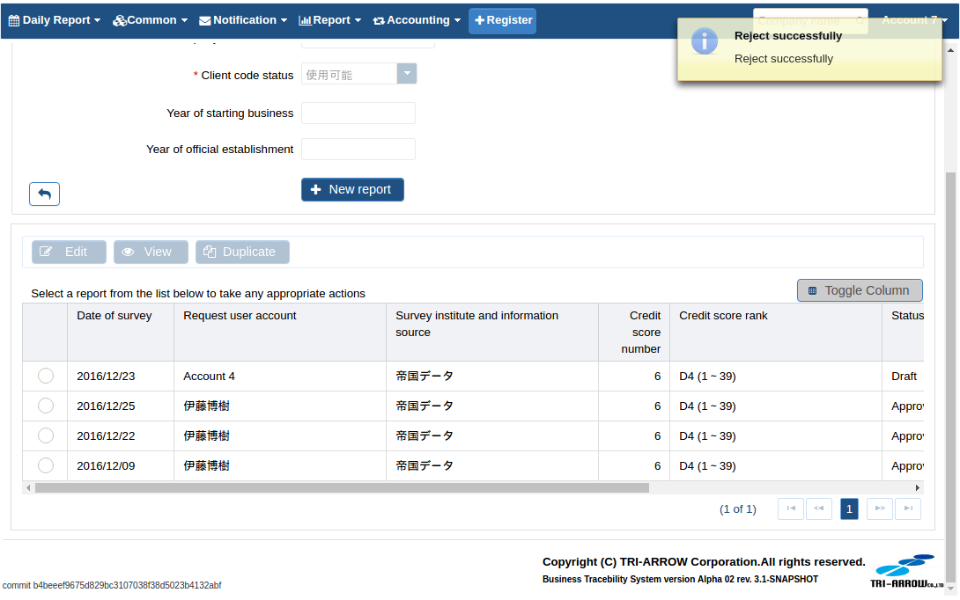 Daily Report
Common
Notification
Report
Accounting
Register
Company name
Account 7
Reject successfully
Reject successfully
* Client code status 使用可能
Year of starting business
Year of official establishment
New report
Edit
View
Duplicate
Select a report from the list below to take any appropriate actions
Toggle Column
Date of survey
Request user account
Survey institute and information
source
Credit
score
number
Credit score rank
Status
2016/12/23 Account 4 帝国データ 6 D4 (1 ~ 39) Draft
2016/12/25 伊藤博樹 帝国データ 6 D4 (1 ~ 39) Approv
2016/12/22 伊藤博樹 帝国データ 6 D4 (1 ~ 39) Approv
2016/12/09 伊藤博樹 帝国データ 6 D4 (1 ~ 39) Approv
(1 of 1) 1
Copyright (C) TRI-ARROW Corporation.All rights reserved.
Business Tracebility System version Alpha 02 rev. 3.1-SNAPSHOT
TRI-ARROW Co.,LTD
commit b4beeef9675d829bc3107038f38d5023b4132abf